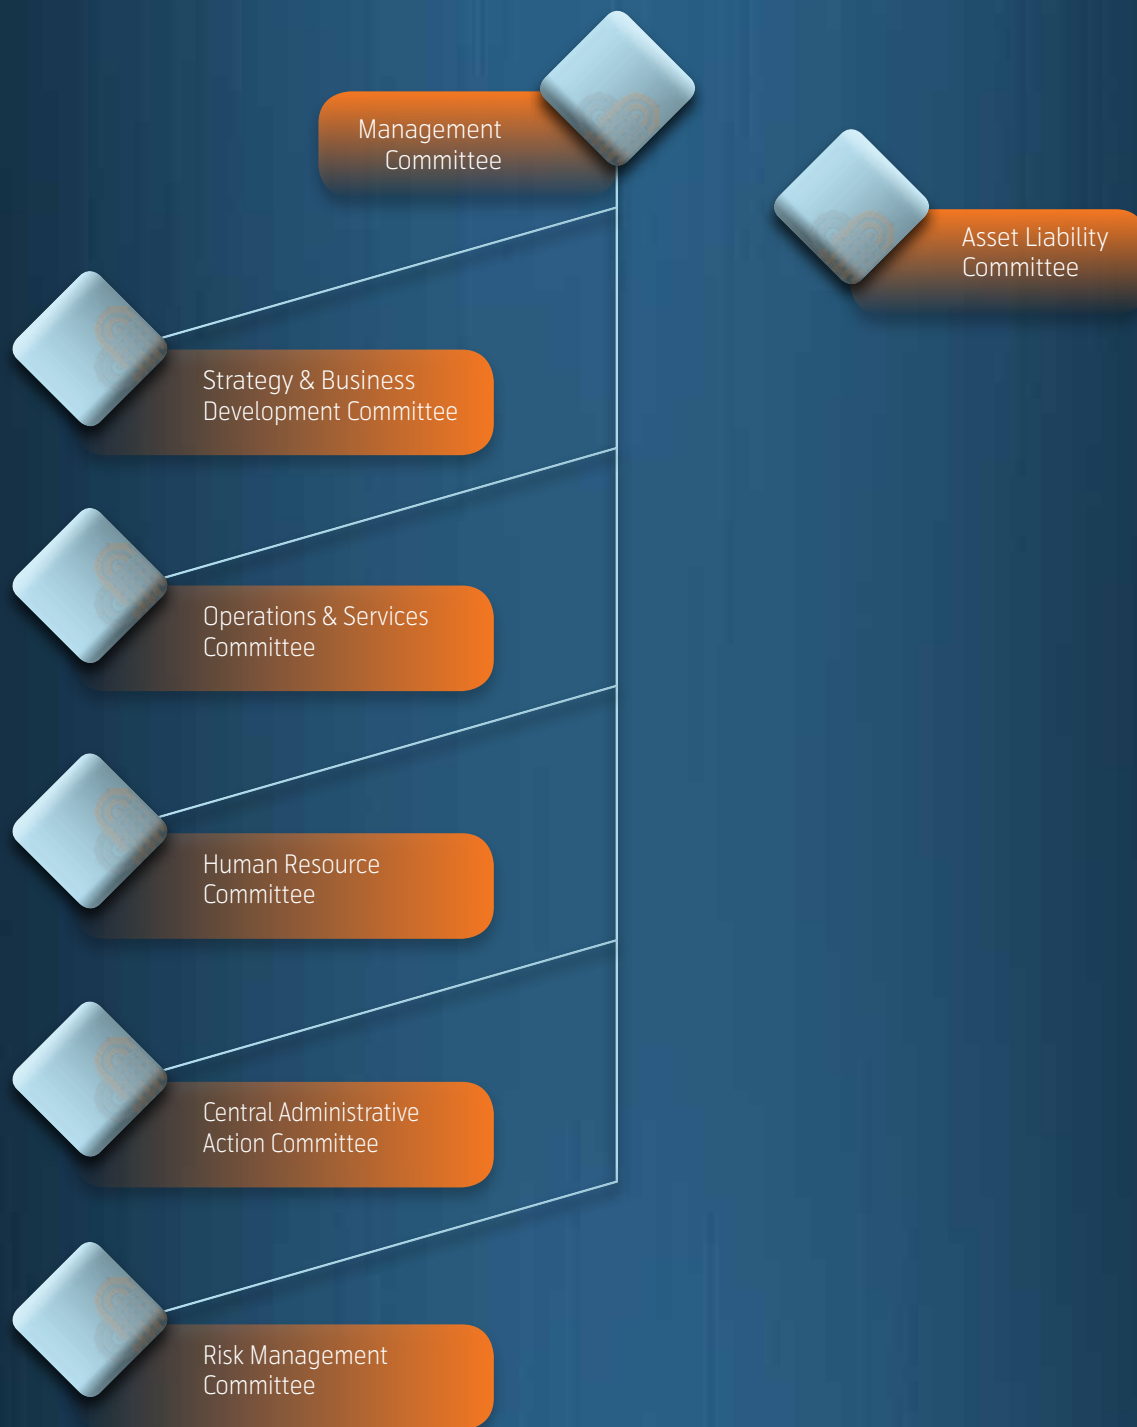 Management
Committee
Asset Liability
Committee
Strategy & Business
Development Committee
Operations & Services
Committee
Human Resource
Committee
Central Administrative
Action Committee
Risk Management
Committee